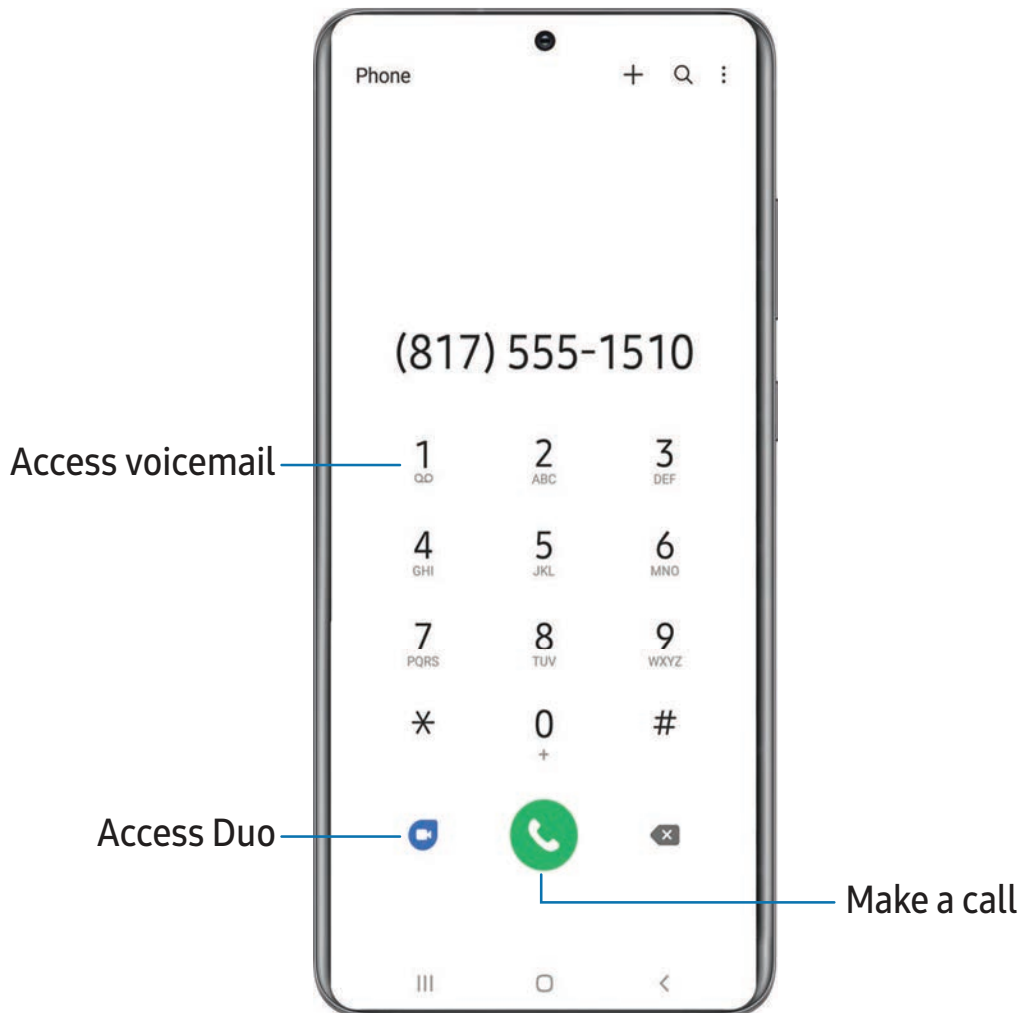 Phone
(817) 555-1510
Access voicemail
1 2 3
ABC DEF
4 5 6
GHI JKL MNO
7 8 9
PQRS TUV WXYZ
* 0 #
+
Access Duo
Make a call